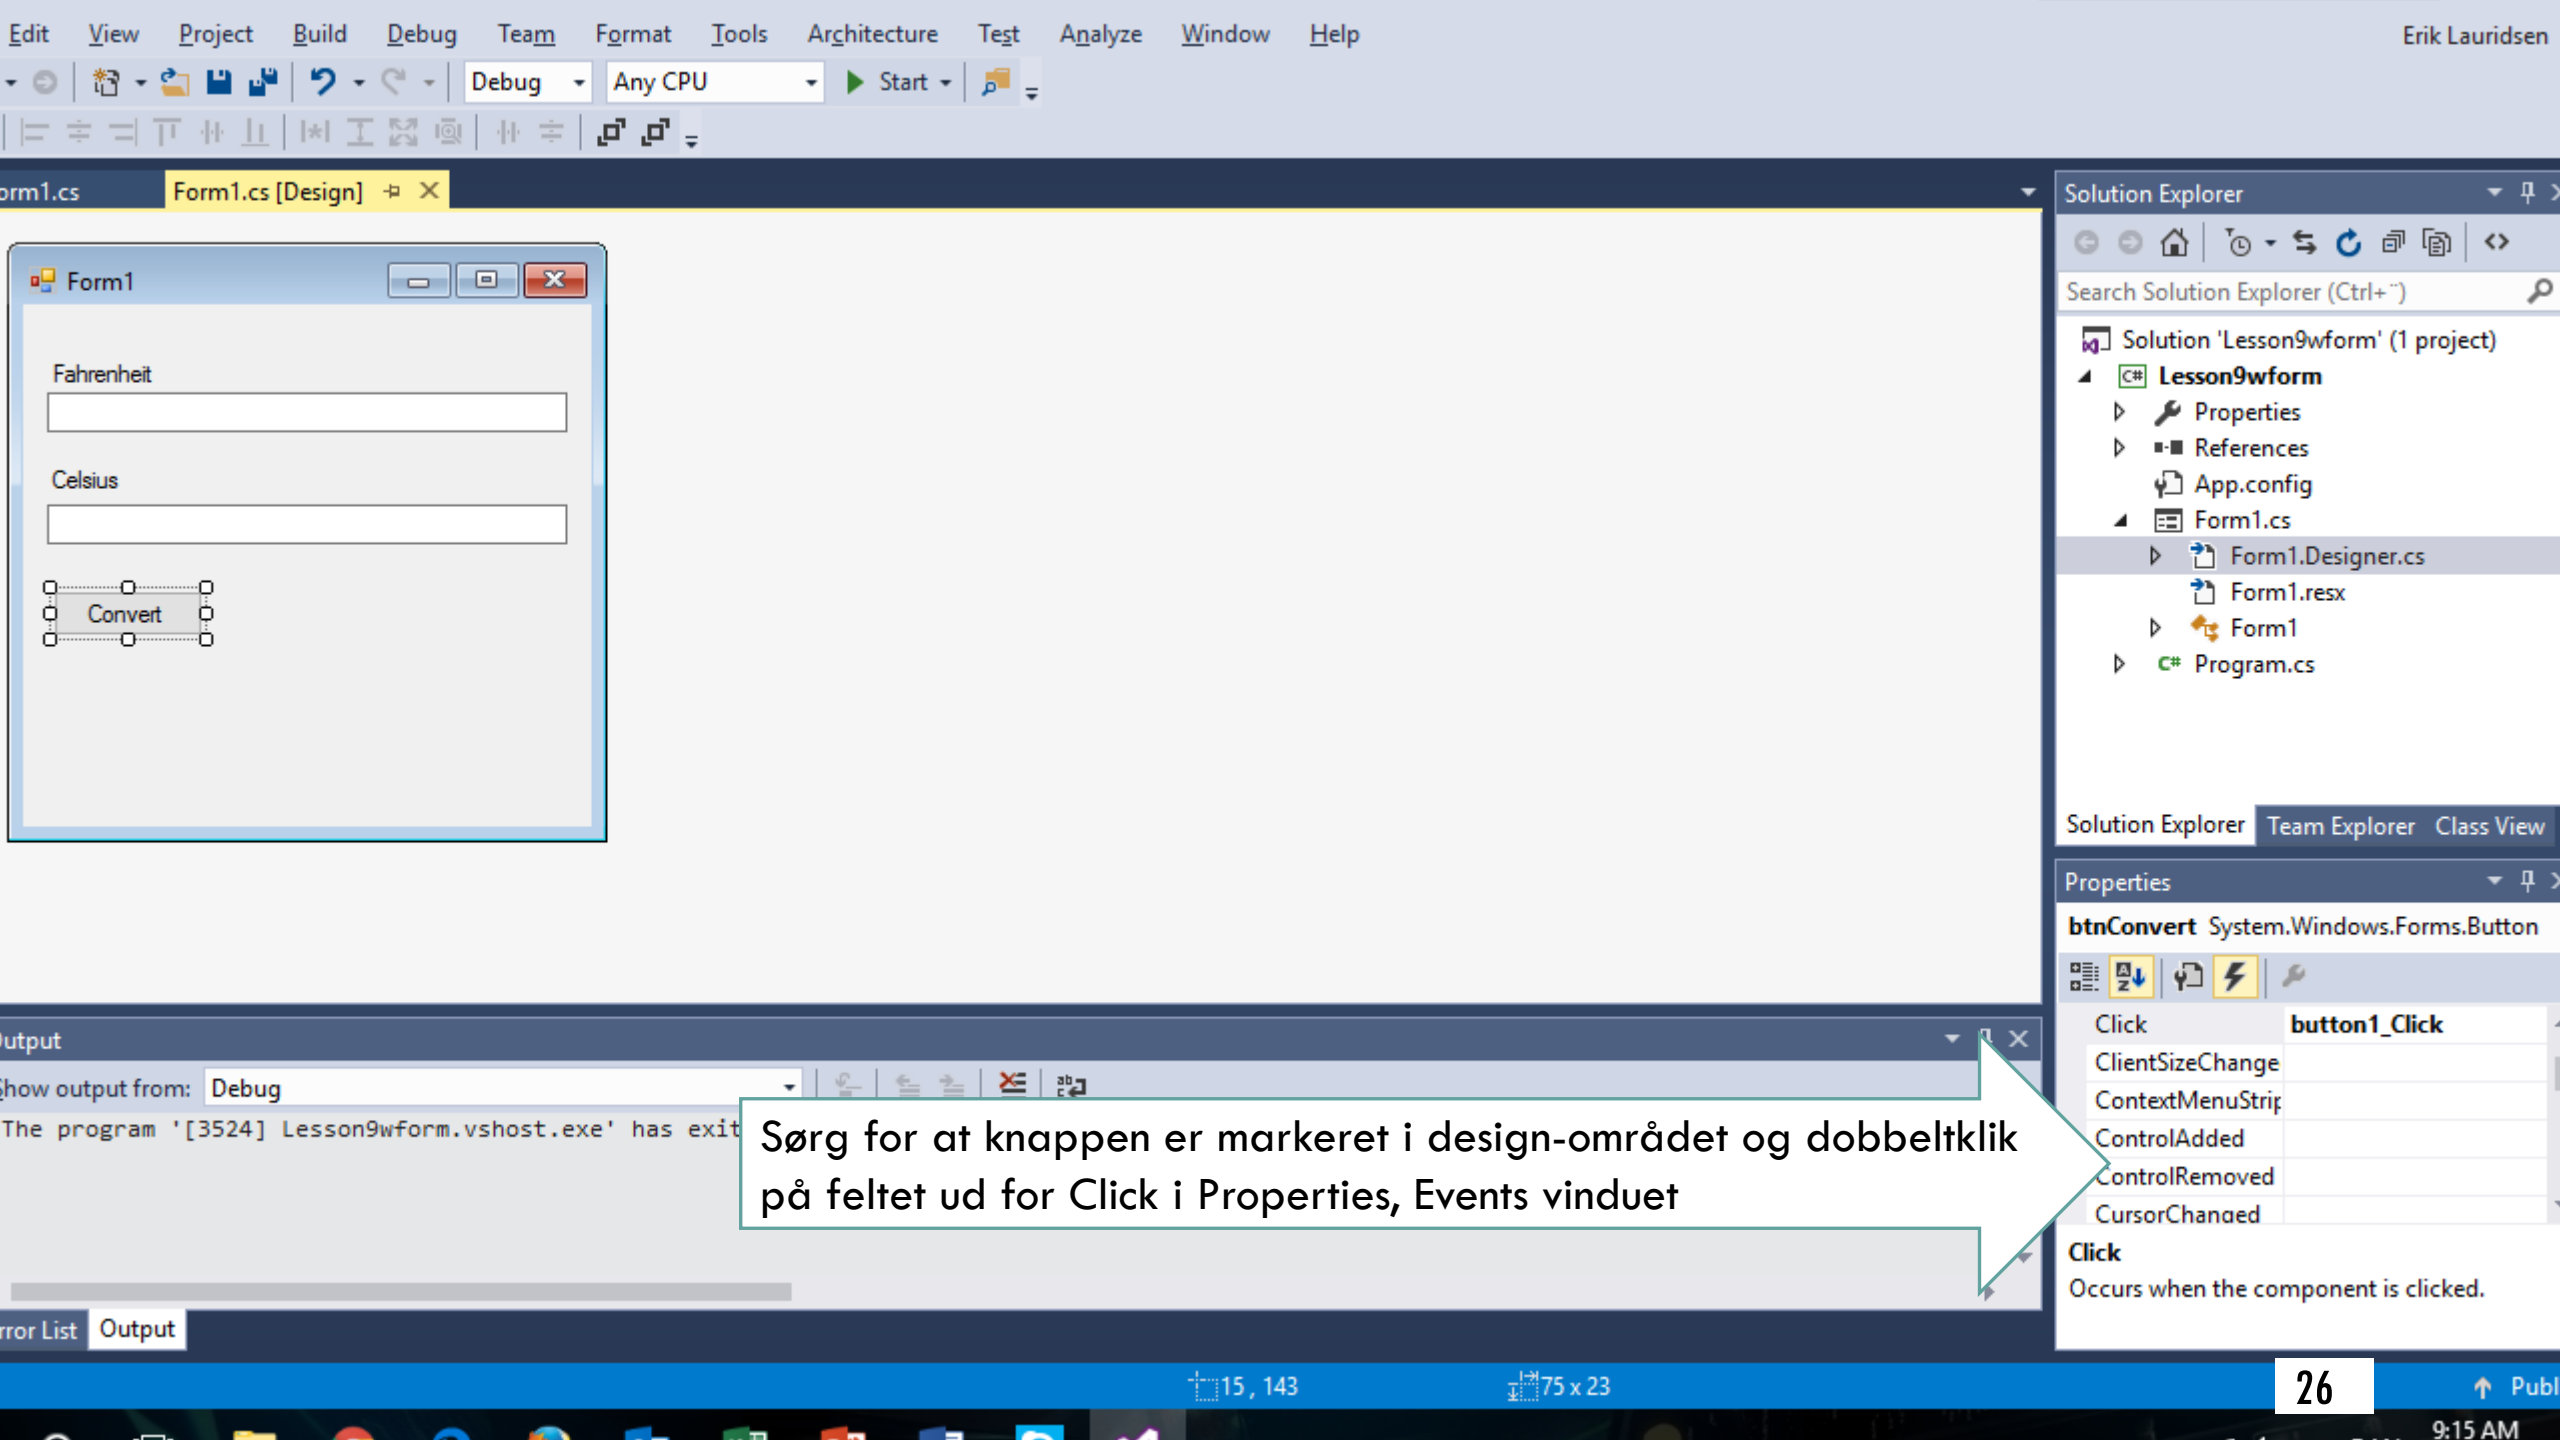 Edit View Project Build Debug Team Format Tools Architecture Test Analyze Window Help
Erik Lauridsen
Debug Any CPU Start
orm1.cs Form1.cs [Design]
Form1
Fahrenheit
Celsius
Convert
Solution Explorer
Search Solution Explorer (Ctrl+¨)
Solution 'Lesson9wform' (1 project)
C# Lesson9wform
Properties
References
App.config
Form1.cs
Form1.Designer.cs
Form1.resx
Form1
C# Program.cs
Solution Explorer Team Explorer Class View
Properties
btnConvert System.Windows.Forms.Button
Click button1_Click
ClientSizeChange
ContextMenuStrip
ControlAdded
ControlRemoved
CursorChanged
Click
Occurs when the component is clicked.
Output
Show output from: Debug
The program '[3524] Lesson9wform.vshost.exe' has exit
Sørg for at knappen er markeret i design-området og dobbeltklik
på feltet ud for Click i Properties, Events vinduet
rror List Output
15 , 143 75 x 23
26
Publ
9:15 AM